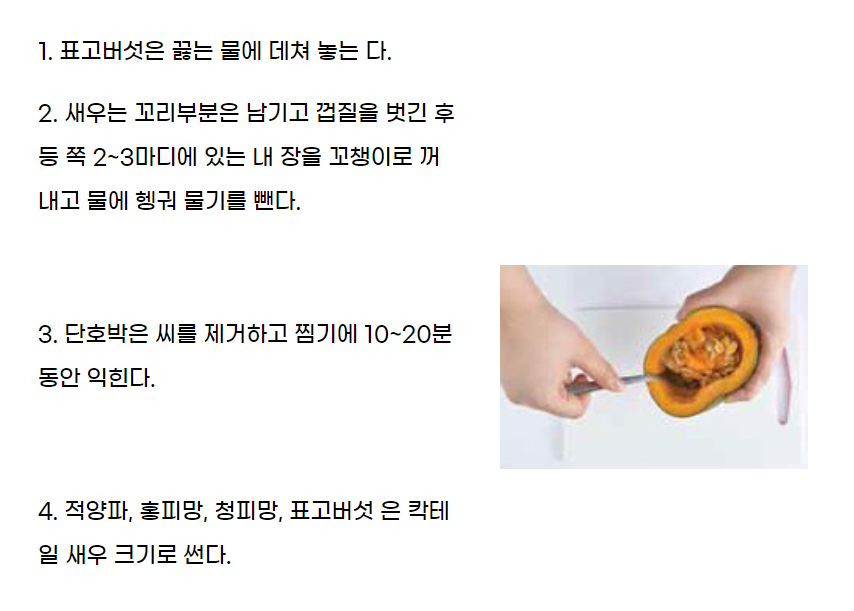 1. 표고버섯은 끓는 물에 데쳐 놓는 다.
2. 새우는 꼬리부분은 남기고 껍질을 벗긴 후
등 쪽 2~3마디에 있는 내 장을 꼬챙이로 꺼
내고 물에 헹궈 물기를 뺀다.
3. 단호박은 씨를 제거하고 찜기에 10~20분
동안 익힌다.
4. 적양파, 홍피망, 청피망, 표고버섯 은 칵테
일 새우 크기로 썬다.